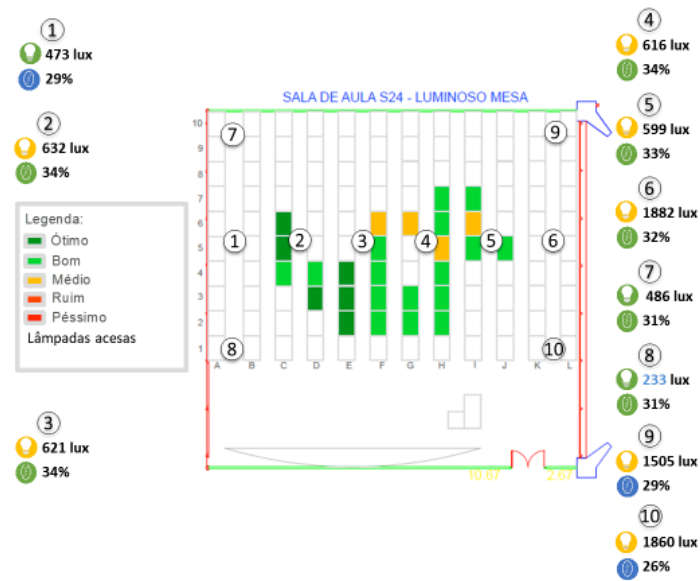 1
473 lux
29%
2
632 lux
34%
Legenda:
Ótimo
Bom
Médio
Ruim
Péssimo
Lâmpadas acesas
3
621 lux
34%
SALA DE AULA S24 - LUMINOSO MESA
10
9
8
7
6
5
4
3
2
1
7
9
1
2
3
4
5
6
8
10
A B C D E F G H I J K L
10.67 2.67
4
616 lux
34%
5
599 lux
33%
6
1882 lux
32%
7
486 lux
31%
8
233 lux
31%
9
1505 lux
29%
10
1860 lux
26%